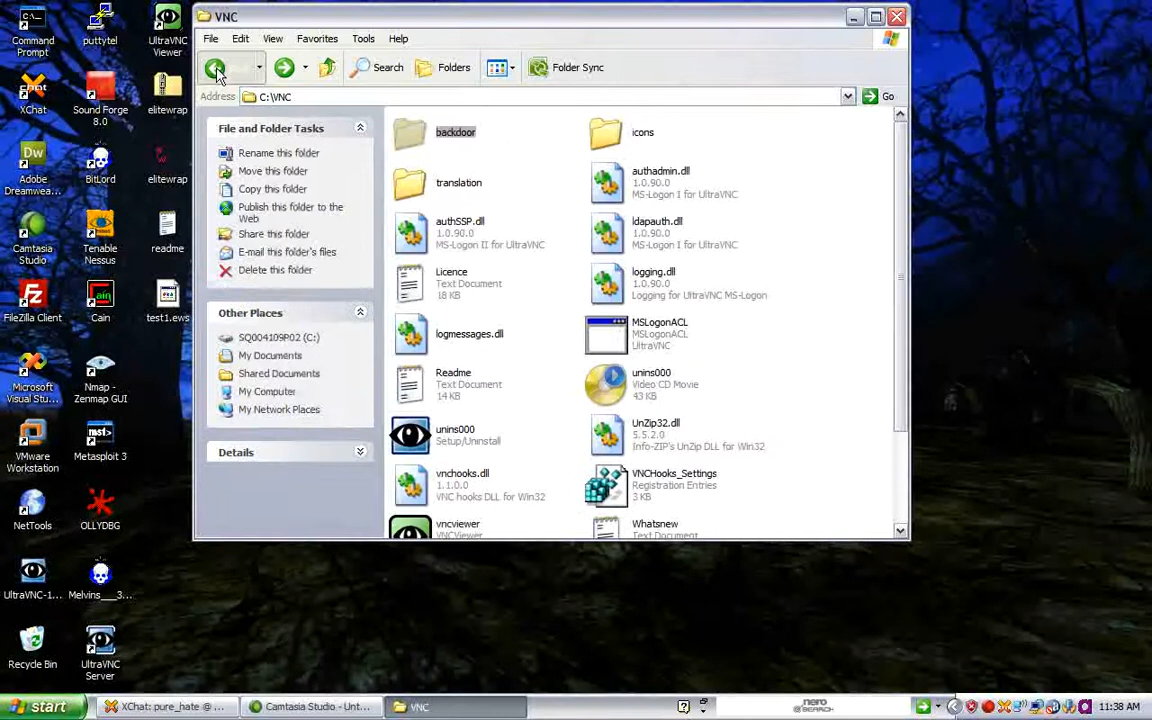 VNC
File Edit View Favorites Tools Help
Search Folders Folder Sync
Address C:\VNC Go
File and Folder Tasks
Rename this folder
Move this folder
Copy this folder
Publish this folder to the
Web
Share this folder
E-mail this folder's files
Delete this folder
Other Places
SQ004109P02 (C:)
My Documents
Shared Documents
My Computer
My Network Places
Details
backdoor
icons
translation
authadmin.dll
1.0.90.0
MS-Logon I for UltraVNC
authSSP.dll
1.0.90.0
MS-Logon II for UltraVNC
ldapauth.dll
1.0.90.0
MS-Logon I for UltraVNC
Licence
Text Document
18 KB
logging.dll
1.0.90.0
Logging for UltraVNC MS-Logon
logmessages.dll
MSLogonACL
MSLogonACL
UltraVNC
Readme
Text Document
14 KB
unins000
Video CD Movie
43 KB
unins000
Setup/Uninstall
UnZip32.dll
5.5.2.0
Info-ZIP's UnZip DLL for Win32
vnchooks.dll
1.1.0.0
VNC hooks DLL for Win32
VNCHooks_Settings
Registration Entries
3 KB
vncviewer
VNCViewer
Whatsnew
Text Document
Command
Prompt
puttytel
UltraVNC
Viewer
XChat
Sound Forge
8.0
elitewrap
Adobe
Dreamwea...
BitLord
elitewrap
Camtasia
Studio
Tenable
Nessus
readme
FileZilla Client
Cain
test1.ews
Microsoft
Visual Stu...
Nmap -
Zenmap GUI
VMware
Workstation
Metasploit 3
NetTools
OLLYDBG
UltraVNC-1...
Melvins___3...
Recycle Bin
UltraVNC
Server
start
XChat: pure_hate @ ...
Camtasia Studio - Unt...
VNC
nero
SEARCH
11:38 AM